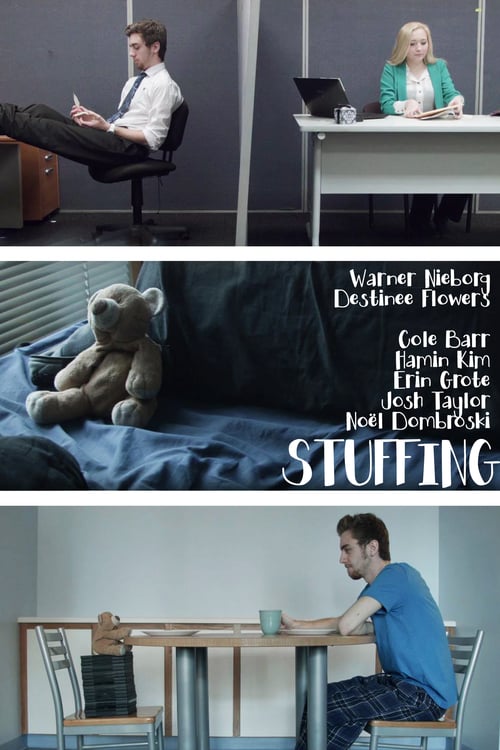 Warner Nieborg
Destinee Flowers
Cole Barr
Hamin Kim
Erin Grote
Josh Taylor
Noël Dombroski
STUFFING